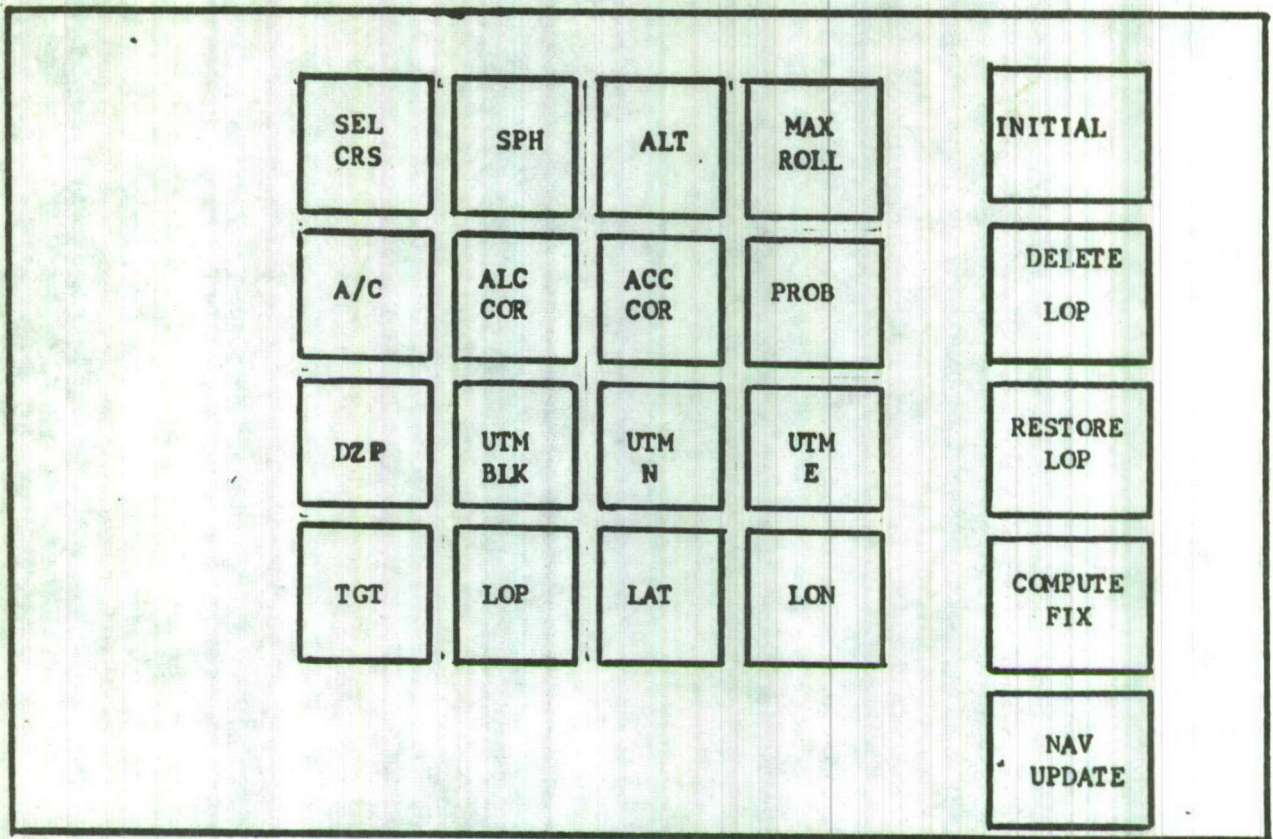 SEL
CRS
SPH
ALT
MAX
ROLL
INITIAL
A/C
ALC
COR
ACC
COR
PROB
DELETE
LOP
DZP
UTM
BLK
UTM
N
UTM
E
RESTORE
LOP
TGT
LOP
LAT
LON
COMPUTE
FIX
NAV
UPDATE